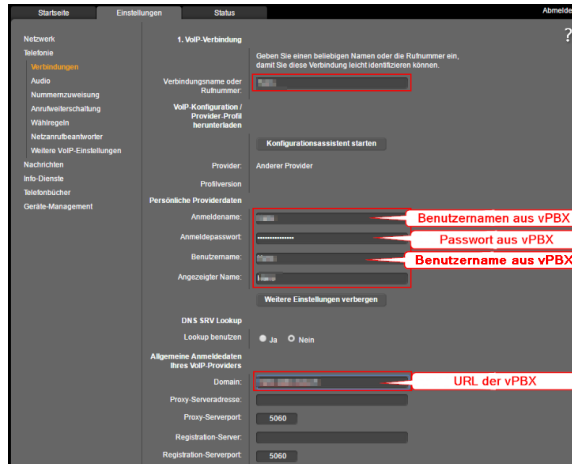 Startseite
Einstellungen
Status
Abmelde
?
Netzwerk
Telefonie
Verbindungen
Audio
Nummernzuweisung
Anrufweiterschaltung
Wählregeln
Netzanrufbeantworter
Weitere VoIP-Einstellungen
Nachrichten
Info-Dienste
Telefonbücher
Geräte-Management
1. VoIP-Verbindung
Geben Sie einen beliebigen Namen oder die Rufnummer ein,
damit Sie diese Verbindung leicht identifizieren können.
Verbindungsname oder
Rufnummer:
VoIP-Konfiguration /
Provider-Profil
herunterladen
Konfigurationsassistent starten
Provider: Anderer Provider
Profilversion
Persönliche Providerdaten
Anmeldename:
Benutzernamen aus vPBX
Anmeldepasswort:
Passwort aus vPBX
Benutzername:
Benutzername aus vPBX
Angezeigter Name:
Weitere Einstellungen verbergen
DNS SRV Lookup
Lookup benutzen Ja Nein
Allgemeine Anmeldedaten
Ihres VoIP-Providers
Domain:
URL der vPBX
Proxy-Serveradresse:
Proxy-Serverport: 5060
Registration-Server:
Registration-Serverport: 5060